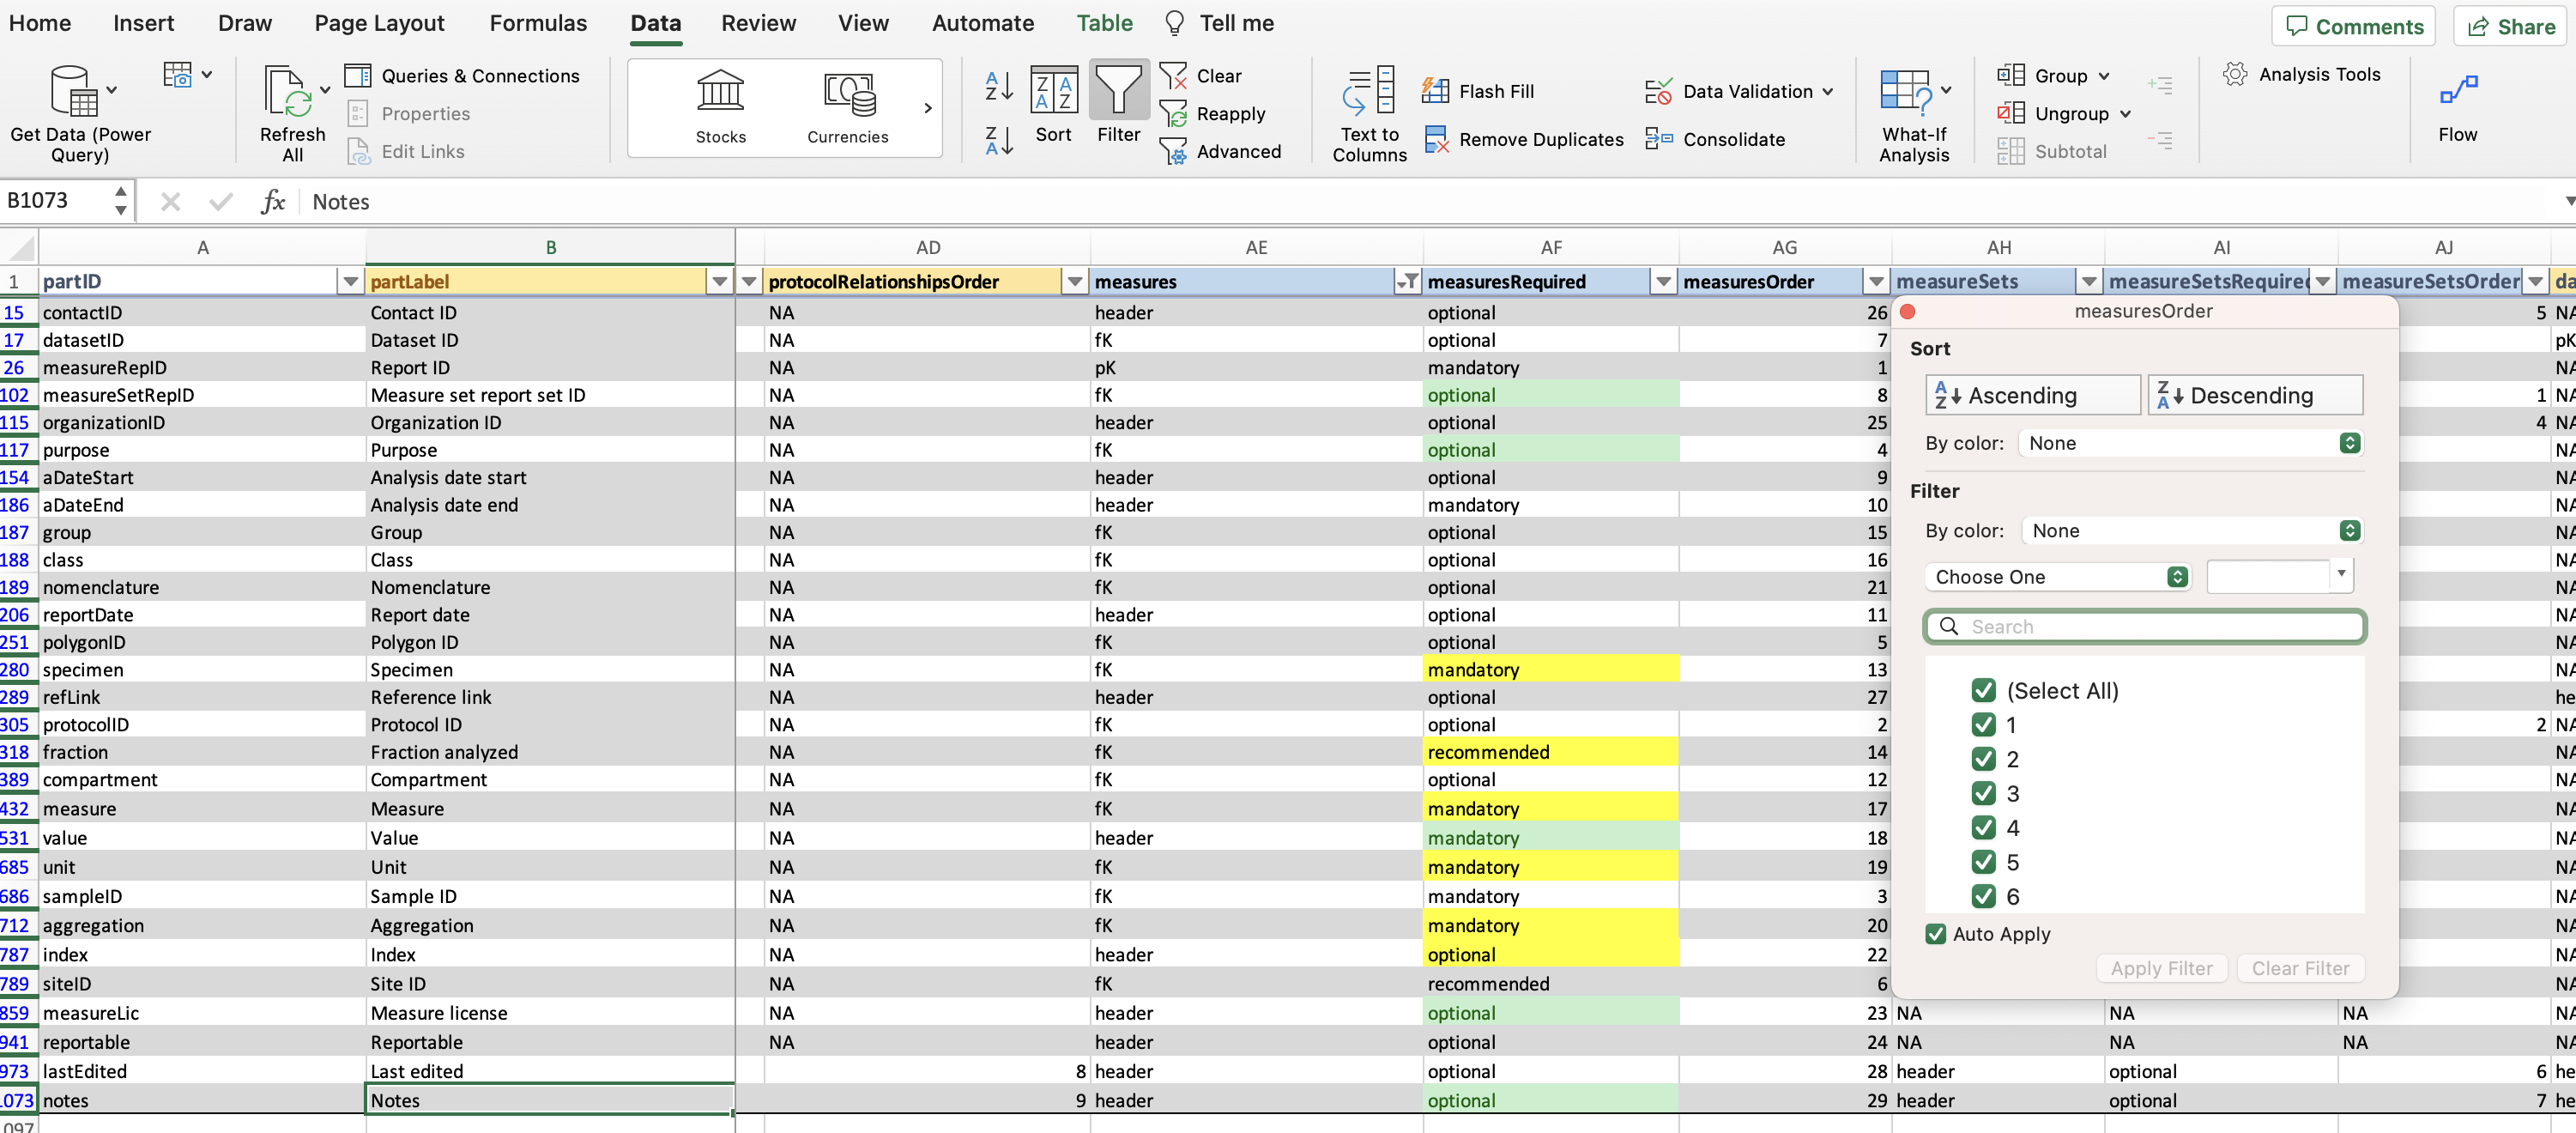 Home Insert Draw Page Layout Formulas Data Review View Automate Table Tell me Comments Share
Get Data (Power Query)
Refresh All
Queries & Connections
Properties
Edit Links
Stocks Currencies
Sort Filter
Clear
Reapply
Advanced
Text to Columns
Flash Fill
Remove Duplicates
Data Validation
Consolidate
What-If Analysis
Group
Ungroup
Subtotal
Analysis Tools
Flow
B1073 fx Notes
A B AD AE AF AG AH AI AJ
1 partID partLabel protocolRelationshipsOrder measures measuresRequired measuresOrder measureSets measureSetsRequired measureSetsOrder da
15 contactID Contact ID NA header optional 26 5 NA
17 datasetID Dataset ID NA fK optional 7 pK
26 measureRepID Report ID NA pK mandatory 1 NA
102 measureSetRepID Measure set report set ID NA fK optional 8 1 NA
115 organizationID Organization ID NA header optional 25 4 NA
117 purpose Purpose NA fK optional 4 NA
154 aDateStart Analysis date start NA header optional 9 NA
186 aDateEnd Analysis date end NA header mandatory 10 NA
187 group Group NA fK optional 15 NA
188 class Class NA fK optional 16 NA
189 nomenclature Nomenclature NA fK optional 21 NA
206 reportDate Report date NA header optional 11 NA
251 polygonID Polygon ID NA fK optional 5 NA
280 specimen Specimen NA fK mandatory 13 NA
289 refLink Reference link NA header optional 27 he
305 protocolID Protocol ID NA fK optional 2 2 NA
318 fraction Fraction analyzed NA fK recommended 14 NA
389 compartment Compartment NA fK optional 12 NA
432 measure Measure NA fK mandatory 17 NA
531 value Value NA header mandatory 18 NA
685 unit Unit NA fK mandatory 19 NA
686 sampleID Sample ID NA fK mandatory 3 NA
712 aggregation Aggregation NA fK mandatory 20 NA
787 index Index NA header optional 22 NA
789 siteID Site ID NA fK recommended 6 NA
859 measureLic Measure license NA header optional 23 NA NA NA NA
941 reportable Reportable NA header optional 24 NA NA NA NA
973 lastEdited Last edited 8 header optional 28 header optional 6 he
1073 notes Notes 9 header optional 29 header optional 7 he
measuresOrder
Sort
Ascending Descending
By color: None
Filter
By color: None
Choose One
Search
(Select All)
1
2
3
4
5
6
Auto Apply
Apply Filter Clear Filter